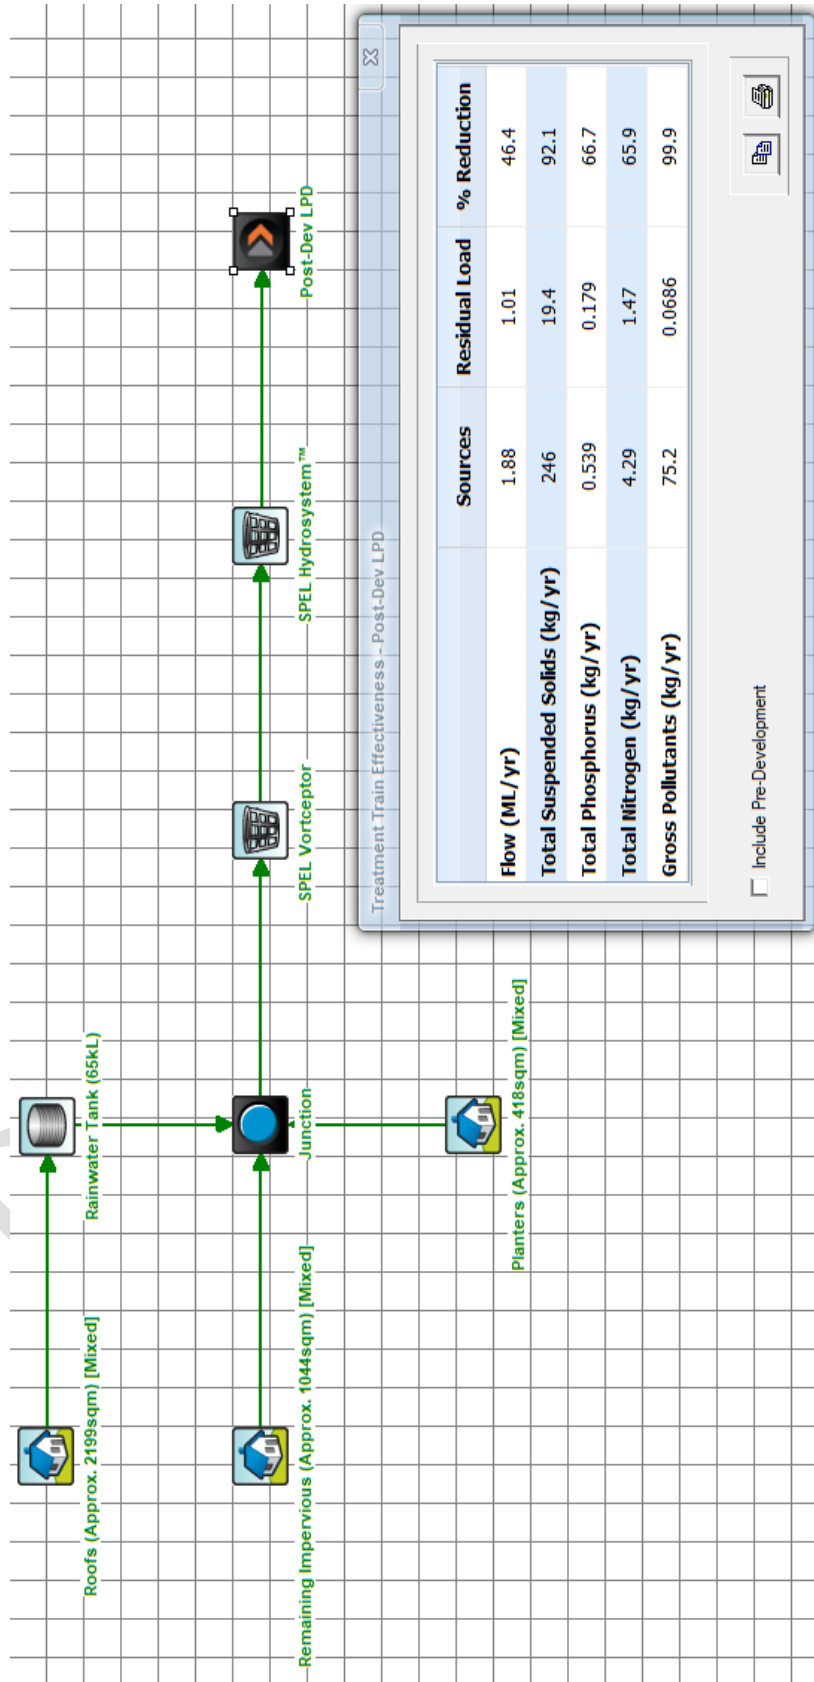 Roofs (Approx. 2199sqm) [Mixed]
Rainwater Tank (65kL)
Remaining Impervious (Approx. 1044sqm) [Mixed]
Junction
SPEL Vortceptor
SPEL Hydrosystem™
Post-Dev LPD
Planters (Approx. 418sqm) [Mixed]
Treatment Train Effectiveness - Post-Dev LPD
Sources Residual Load % Reduction
Flow (ML/yr) 1.88 1.01 46.4
Total Suspended Solids (kg/yr) 246 19.4 92.1
Total Phosphorus (kg/yr) 0.539 0.179 66.7
Total Nitrogen (kg/yr) 4.29 1.47 65.9
Gross Pollutants (kg/yr) 75.2 0.0686 99.9
Include Pre-Development